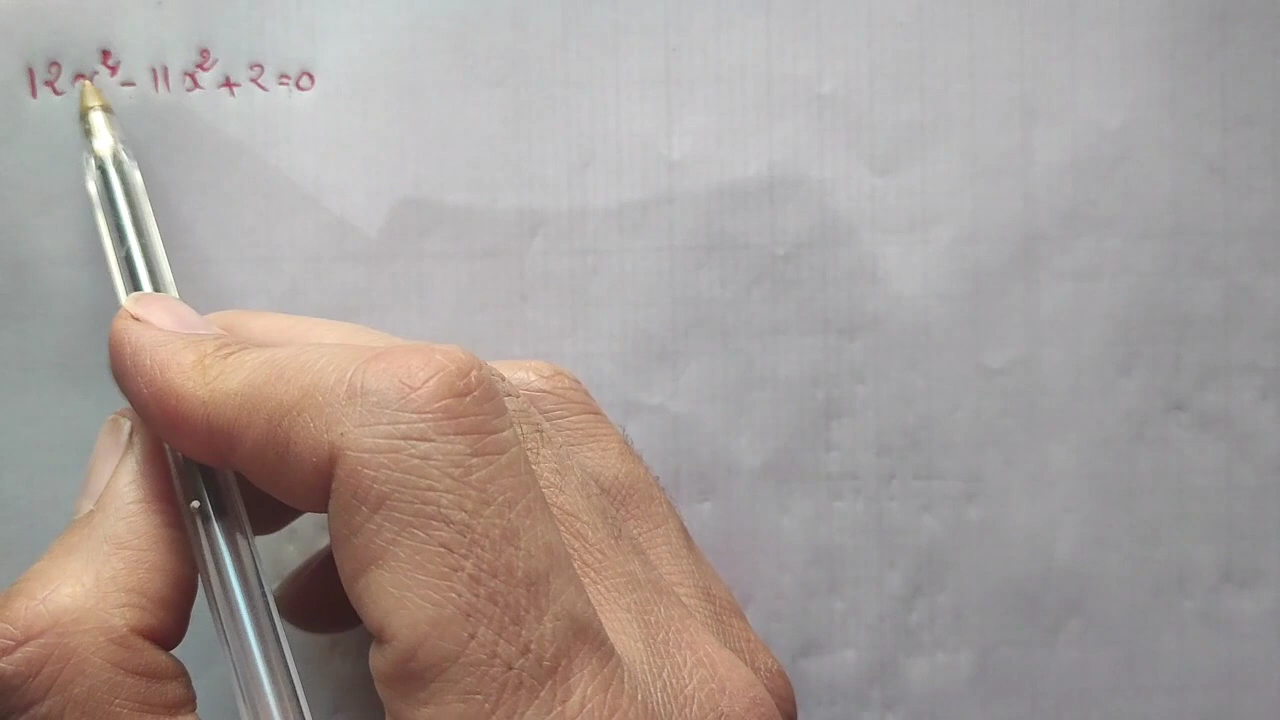 12x⁴ - 11x² + 2 = 0